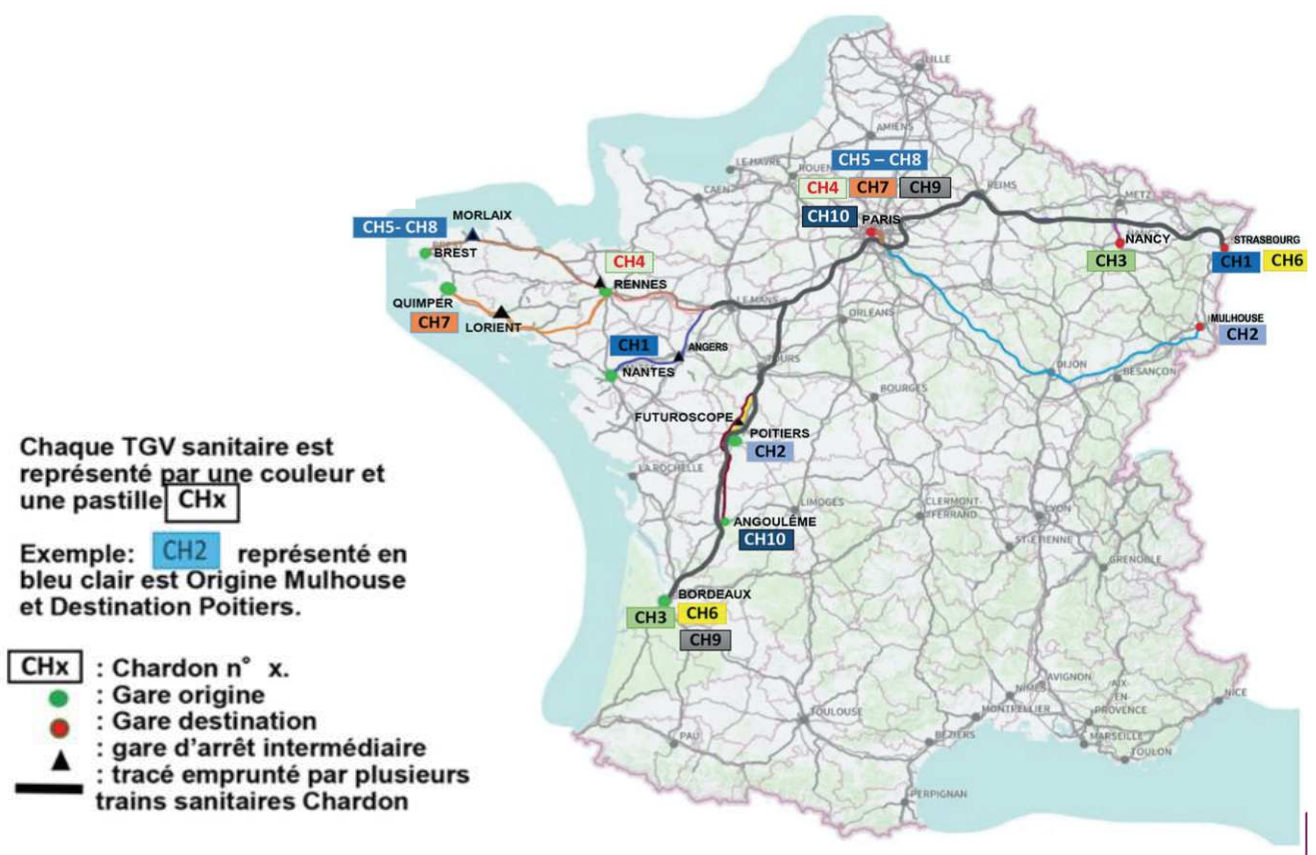 LILLE
AMIENS
LE HAVRE
ROUEN
CAEN
CH5 – CH8
CH4
CH7
CH9
CH10
PARIS
REIMS
METZ
NANCY
CH3
STRASBOURG
CH1
CH6
MULHOUSE
CH2
CH5- CH8
MORLAIX
BREST
QUIMPER
CH7
LORIENT
CH4
RENNES
LE MANS
ORLÉANS
CH1
ANGERS
NANTES
TOURS
DIJON
BESANÇON
BOURGES
FUTUROSCOPE
POITIERS
CH2
LA ROCHELLE
LIMOGES
CLERMONT
-FERRAND
LYON
ST-ETIENNE
GRENOBLE
ANGOULÊME
CH10
BORDEAUX
CH3
CH6
CH9
AVIGNON
NIMES
MONTPELLIER
AIX-
EN
PROVENCE
NICE
MARSEILLE
TOULON
TOULOUSE
PAU
BÉZIERS
PERPIGNAN
Chaque TGV sanitaire est
représenté par une couleur et
une pastille CHx
Exemple: CH2 représenté en
bleu clair est Origine Mulhouse
et Destination Poitiers.
CHx : Chardon n° x.
: Gare origine
: Gare destination
: gare d'arrêt intermédiaire
: tracé emprunté par plusieurs
trains sanitaires Chardon